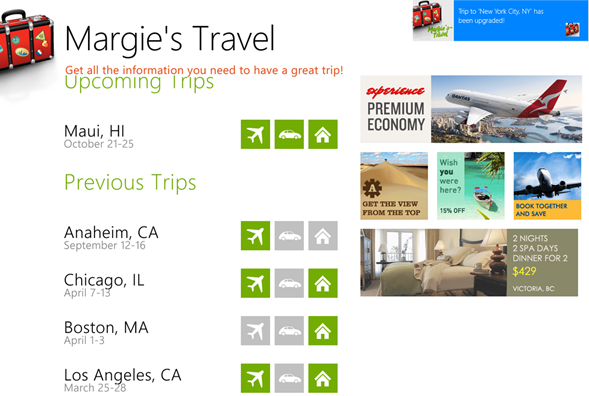 Margie's Travel
Get all the information you need to have a great trip!
Upcoming Trips
Maui, HI
October 21-25
Previous Trips
Anaheim, CA
September 12-16
Chicago, IL
April 7-13
Boston, MA
April 1-3
Los Angeles, CA
March 25-28
Margie's Travel
Trip to 'New York City, NY' has
been upgraded!
experience
PREMIUM
ECONOMY
QANTAS
A
GET THE VIEW
FROM THE TOP
Wish
you
were
here?
15% OFF
BOOK TOGETHER
AND SAVE
2 NIGHTS
2 SPA DAYS
DINNER FOR 2
$429
VICTORIA, BC